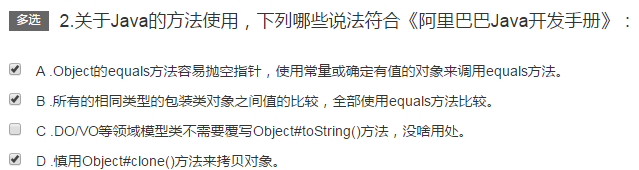 多选 2.关于Java的方法使用，下列哪些说法符合《阿里巴巴Java开发手册》：
A .Object的equals方法容易抛空指针，使用常量或确定有值的对象来调用equals方法。
B .所有的相同类型的包装类对象之间值的比较，全部使用equals方法比较。
C .DO/VO等领域模型类不需要覆写Object#toString()方法，没啥用处。
D .慎用Object#clone()方法来拷贝对象。